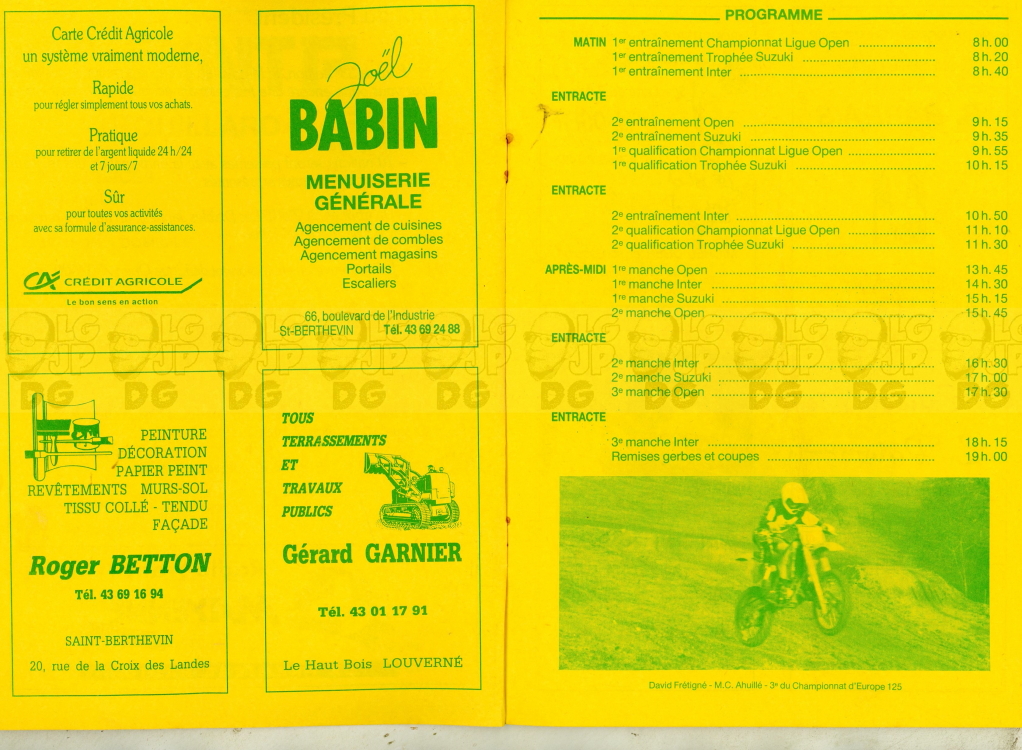 Carte Crédit Agricole
un système vraiment moderne,
Rapide
pour régler simplement tous vos achats.
Pratique
pour retirer de l'argent liquide 24 h/24
et 7 jours/7
Sûr
pour toutes vos activités
avec sa formule d'assurance-assistances.
CA CRÉDIT AGRICOLE
Le bon sens en action
Joël
BABIN
MENUISERIE
GÉNÉRALE
Agencement de cuisines
Agencement de combles
Agencement magasins
Portails
Escaliers
66, boulevard de l'Industrie
St-BERTHEVIN Tél. 43 69 24 88
PEINTURE
DÉCORATION
PAPIER PEINT
REVÊTEMENTS MURS-SOL
TISSU COLLÉ - TENDU
FAÇADE
Roger BETTON
Tél. 43 69 16 94
SAINT-BERTHEVIN
20, rue de la Croix des Landes
TOUS
TERRASSEMENTS
ET
TRAVAUX
PUBLICS
Gérard GARNIER
Tél. 43 01 17 91
Le Haut Bois LOUVERNÉ
PROGRAMME
MATIN 1er entraînement Championnat Ligue Open 8 h. 00
1er entraînement Trophée Suzuki 8 h. 20
1er entraînement Inter 8 h. 40
ENTRACTE
2e entraînement Open 9 h. 15
2e entraînement Suzuki 9 h. 35
1re qualification Championnat Ligue Open 9 h. 55
1re qualification Trophée Suzuki 10 h. 15
ENTRACTE
2e entraînement Inter 10 h. 50
2e qualification Championnat Ligue Open 11 h. 10
2e qualification Trophée Suzuki 11 h. 30
APRÈS-MIDI 1re manche Open 13 h. 45
1re manche Inter 14 h. 30
1re manche Suzuki 15 h. 15
2e manche Open 15 h. 45
ENTRACTE
2e manche Inter 16 h. 30
2e manche Suzuki 17 h. 00
3e manche Open 17 h. 30
ENTRACTE
3e manche Inter 18 h. 15
Remises gerbes et coupes 19 h. 00
David Frétigné - M.C. Ahuillé - 3e du Championnat d'Europe 125
LG JP DG